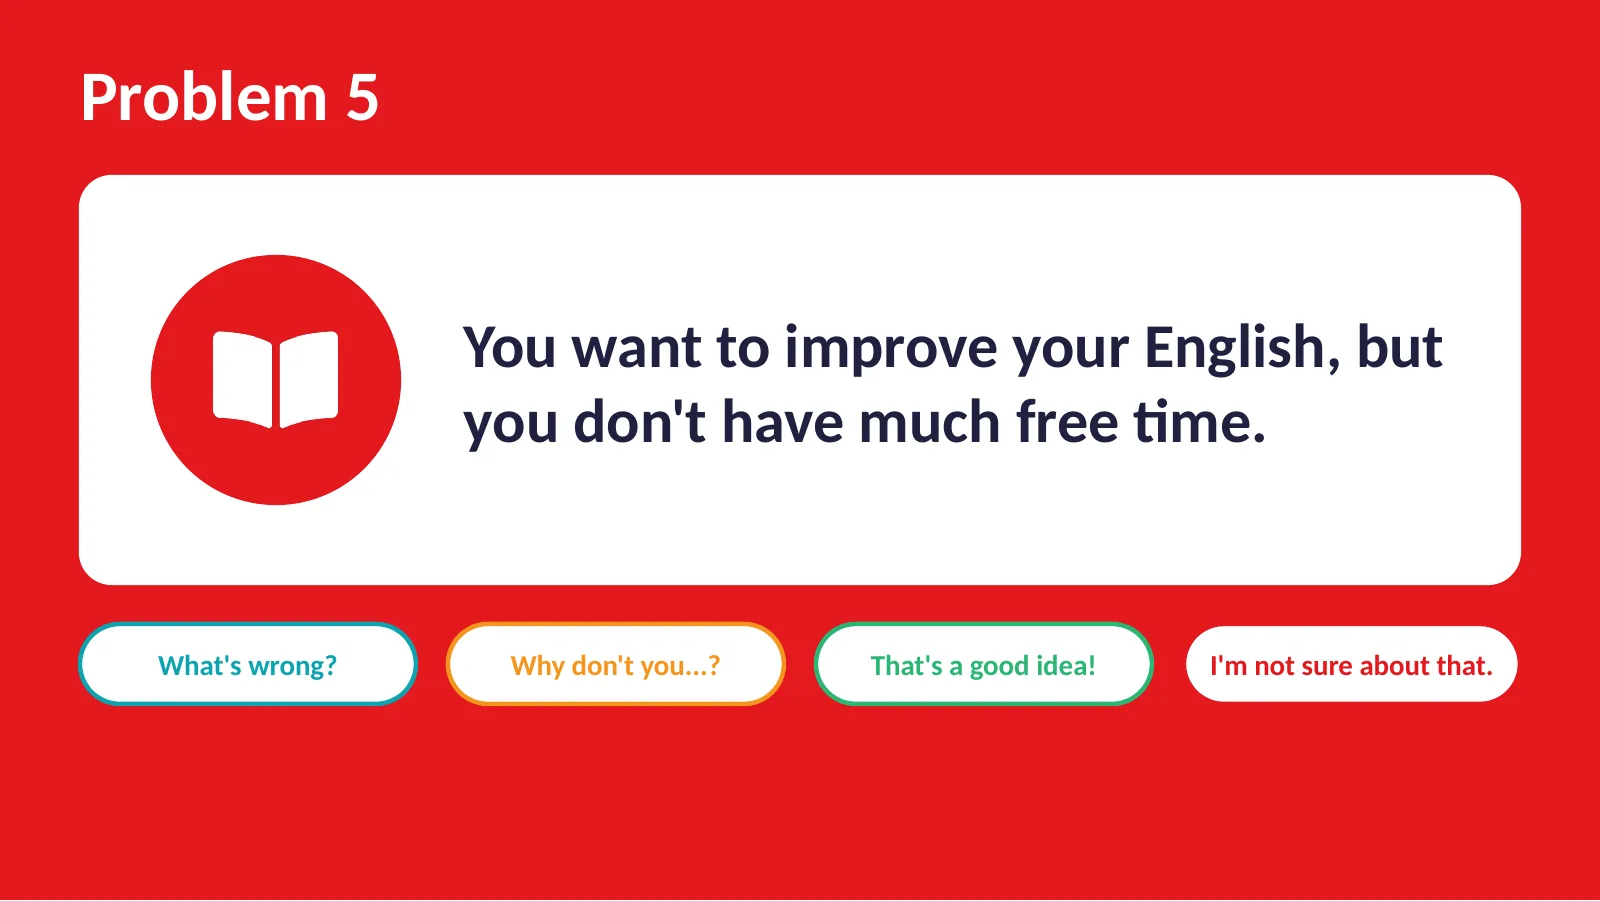 Problem 5
You want to improve your English, but
you don't have much free time.
What's wrong?
Why don't you...?
That's a good idea!
I'm not sure about that.